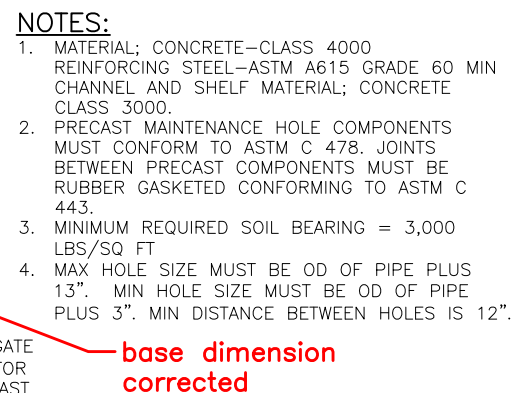 NOTES:
1. MATERIAL; CONCRETE-CLASS 4000
REINFORCING STEEL-ASTM A615 GRADE 60 MIN
CHANNEL AND SHELF MATERIAL; CONCRETE
CLASS 3000.
2. PRECAST MAINTENANCE HOLE COMPONENTS
MUST CONFORM TO ASTM C 478. JOINTS
BETWEEN PRECAST COMPONENTS MUST BE
RUBBER GASKETED CONFORMING TO ASTM C
443.
3. MINIMUM REQUIRED SOIL BEARING = 3,000
LBS/SQ FT
4. MAX HOLE SIZE MUST BE OD OF PIPE PLUS
13”. MIN HOLE SIZE MUST BE OD OF PIPE
PLUS 3”. MIN DISTANCE BETWEEN HOLES IS 12”.
base dimension
corrected